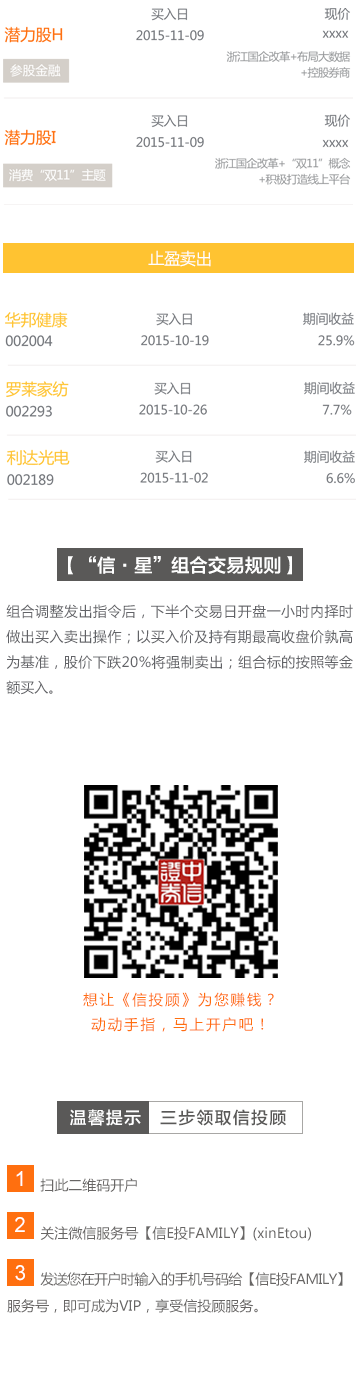 潜力股H 买入日 现价
2015-11-09 xxxx
参股金融 浙江国企改革+布局大数据
+控股券商
潜力股I 买入日 现价
2015-11-09 xxxx
消费“双11”主题 浙江国企改革+“双11”概念
+积极打造线上平台
止盈卖出
华邦健康 买入日 期间收益
002004 2015-10-19 25.9%
罗莱家纺 买入日 期间收益
002293 2015-10-26 7.7%
利达光电 买入日 期间收益
002189 2015-11-02 6.6%
【“信·星”组合交易规则】
组合调整发出指令后，下半个交易日开盘一小时内择时
做出买入卖出操作；以买入价及持有期最高收盘价孰高
为基准，股价下跌20%将强制卖出；组合标的按照等金
额买入。
中信證券
想让《信投顾》为您赚钱？
动动手指，马上开户吧！
温馨提示 三步领取信投顾
1 扫此二维码开户
2 关注微信服务号【信E投FAMILY】(xinEtou)
3 发送您在开户时输入的手机号码给【信E投FAMILY】
服务号，即可成为VIP，享受信投顾服务。